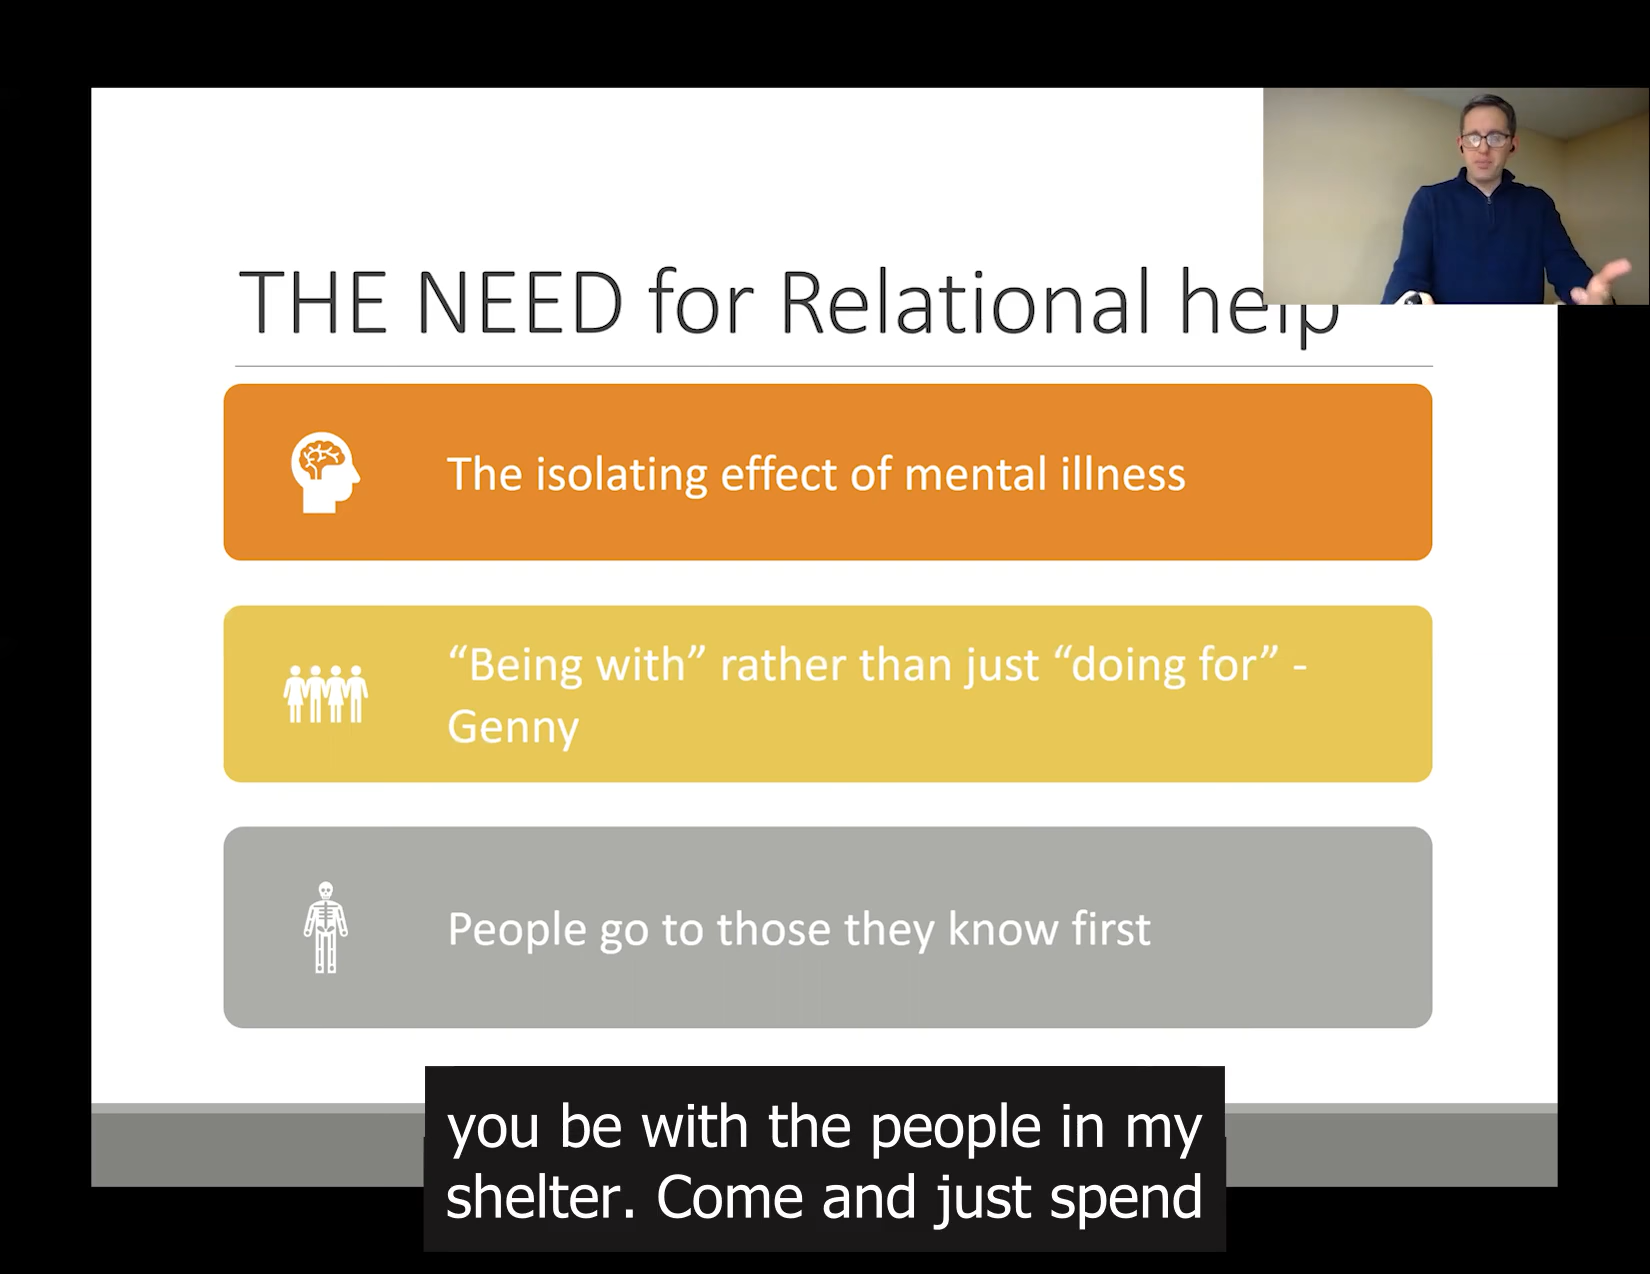 THE NEED for Relational help
The isolating effect of mental illness
“Being with” rather than just “doing for” -
Genny
People go to those they know first
you be with the people in my
shelter. Come and just spend